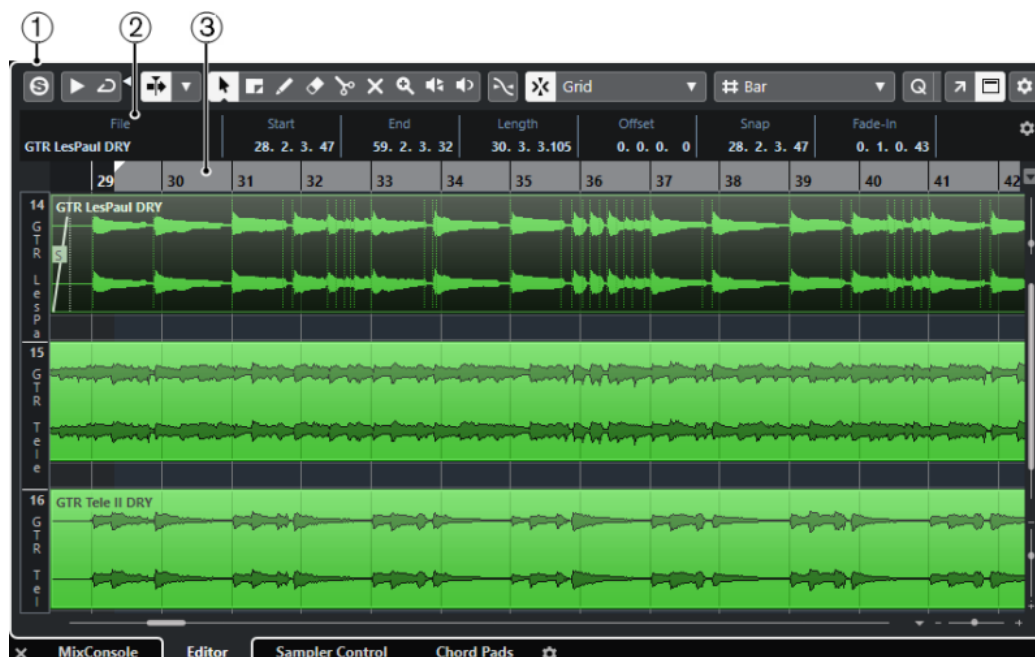 1 2 3
S Grid Bar Q
File Start End Length Offset Snap Fade-In
GTR LesPaul DRY 28. 2. 3. 47 59. 2. 3. 32 30. 3. 3.105 0. 0. 0. 0 28. 2. 3. 47 0. 1. 0. 43
29 30 31 32 33 34 35 36 37 38 39 40 41 42
14 GTR LesPaul DRY
GTR LesPa
S
15
GTR Tele
16 GTR Tele II DRY
GTR Tel
MixConsole Editor Sampler Control Chord Pads